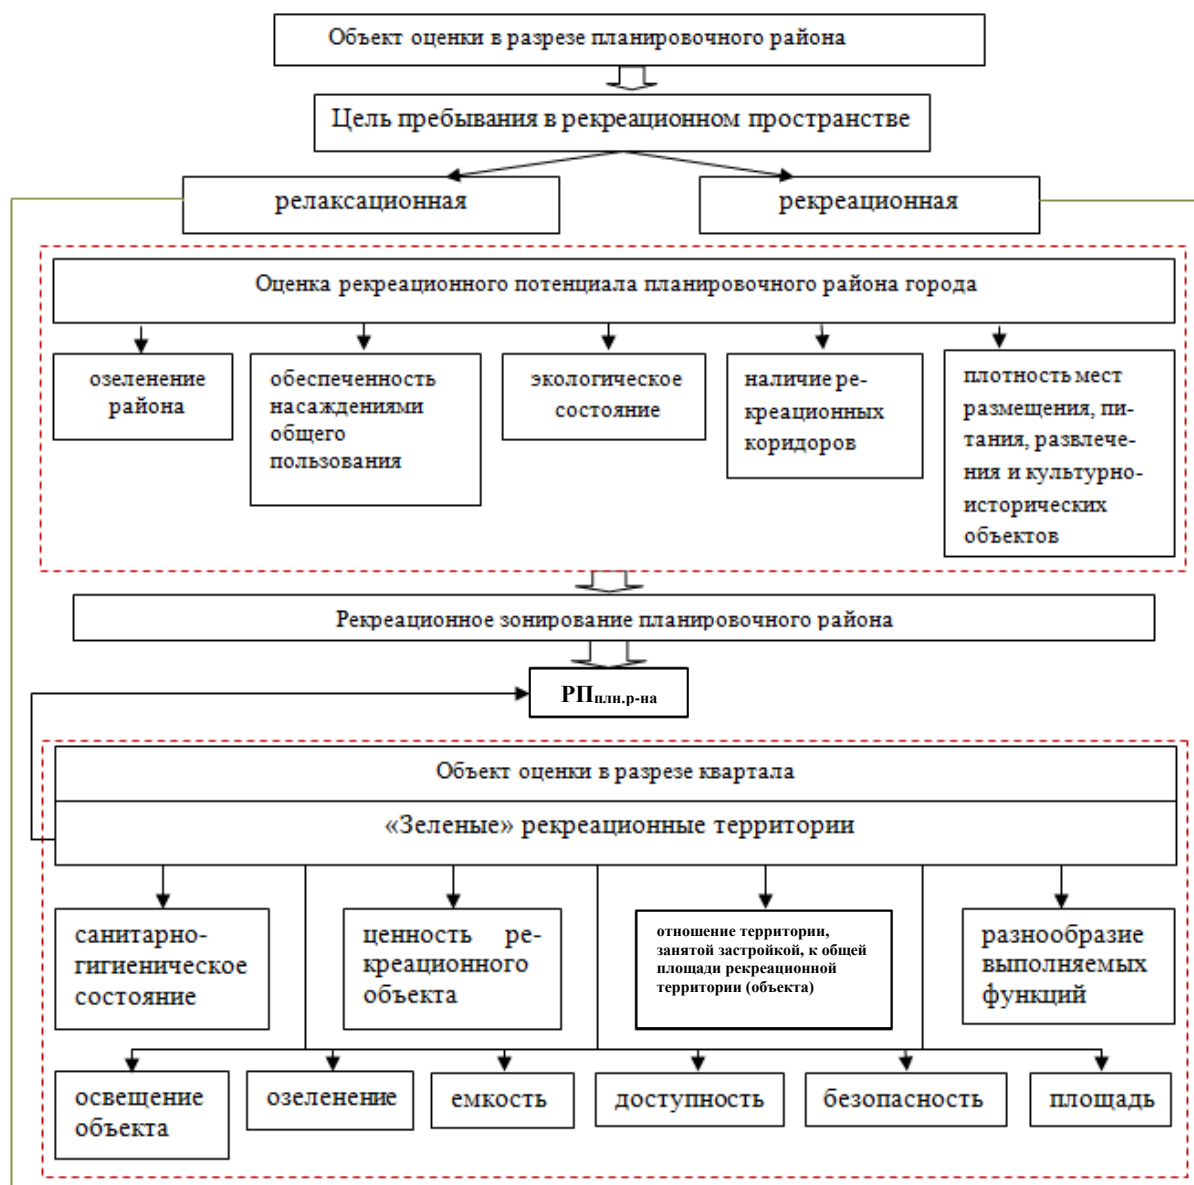 Объект оценки в разрезе планировочного района
Цель пребывания в рекреационном пространстве
релаксационная
рекреационная
Оценка рекреационного потенциала планировочного района города
озеленение
района
обеспеченность
насаждениями
общего
пользования
экологическое
состояние
наличие ре-
креационных
коридоров
плотность мест
размещения, пи-
тания, развлече-
ния и культурно-
исторических
объектов
Рекреационное зонирование планировочного района
РПплн.р-на
Объект оценки в разрезе квартала
«Зеленые» рекреационные территории
санитарно-
гигиеническое
состояние
ценность ре-
креационного
объекта
отношение территории,
занятой застройкой, к общей
площади рекреационной
территории (объекта)
разнообразие
выполняемых
функций
освещение
объекта
озеленение
емкость
доступность
безопасность
площадь